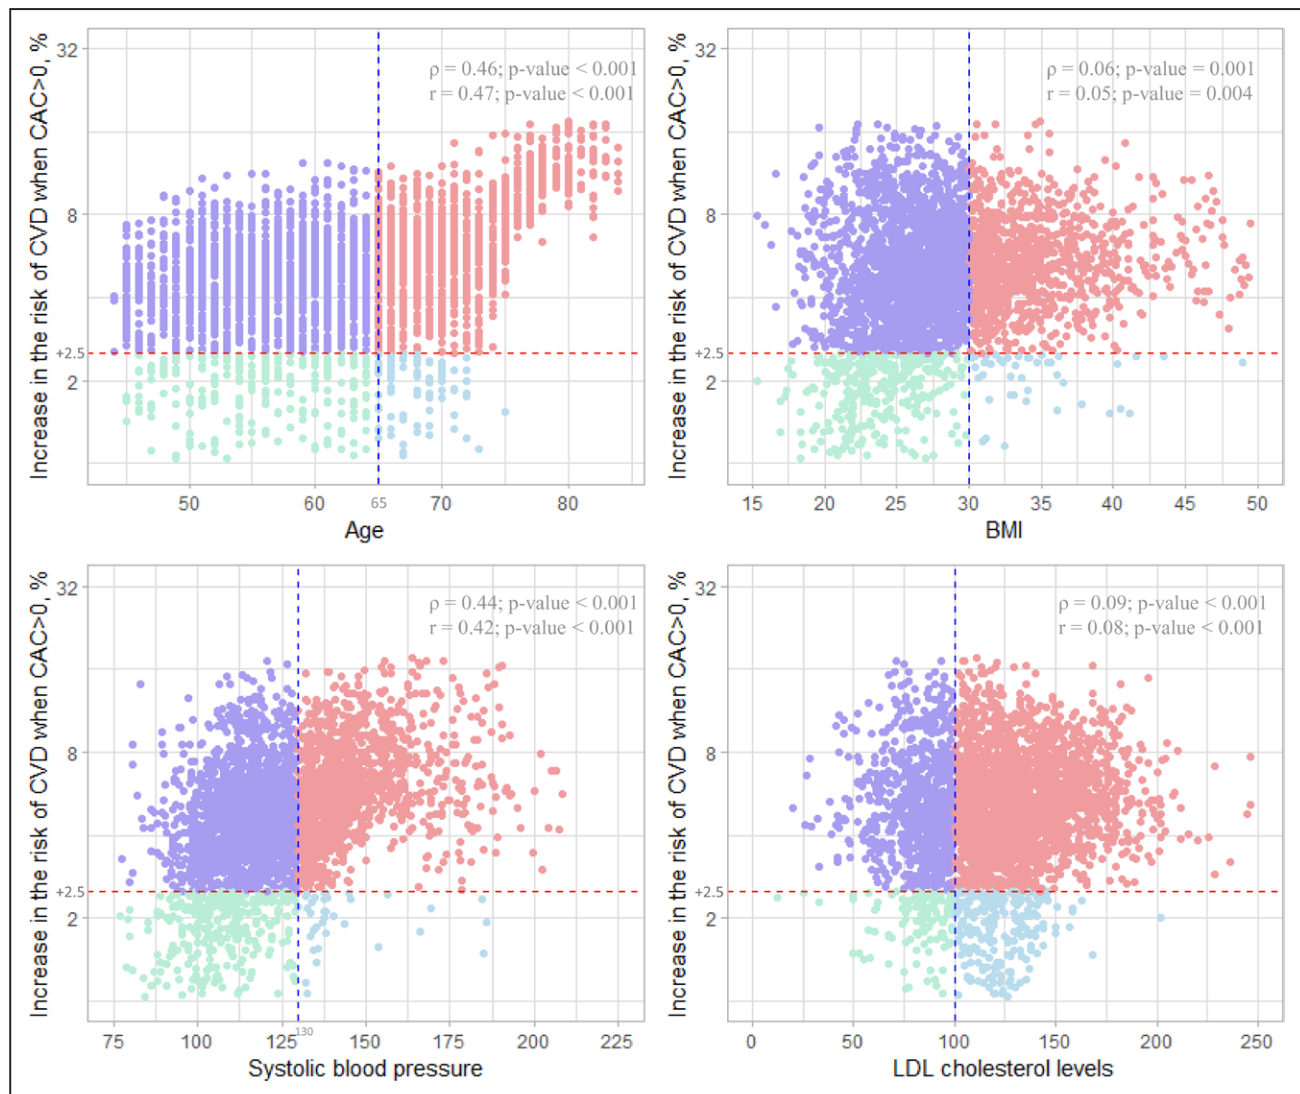 Increase in the risk of CVD when CAC>0, %
32
8
+2.5
2
ρ = 0.46; p-value < 0.001
r = 0.47; p-value < 0.001
50
60
65
70
80
Age
Increase in the risk of CVD when CAC>0, %
32
8
+2.5
2
ρ = 0.06; p-value = 0.001
r = 0.05; p-value = 0.004
15
20
25
30
35
40
45
50
BMI
Increase in the risk of CVD when CAC>0, %
32
8
+2.5
2
ρ = 0.44; p-value < 0.001
r = 0.42; p-value < 0.001
75
100
125
130
150
175
200
225
Systolic blood pressure
Increase in the risk of CVD when CAC>0, %
32
8
+2.5
2
ρ = 0.09; p-value < 0.001
r = 0.08; p-value < 0.001
0
50
100
150
200
250
LDL cholesterol levels